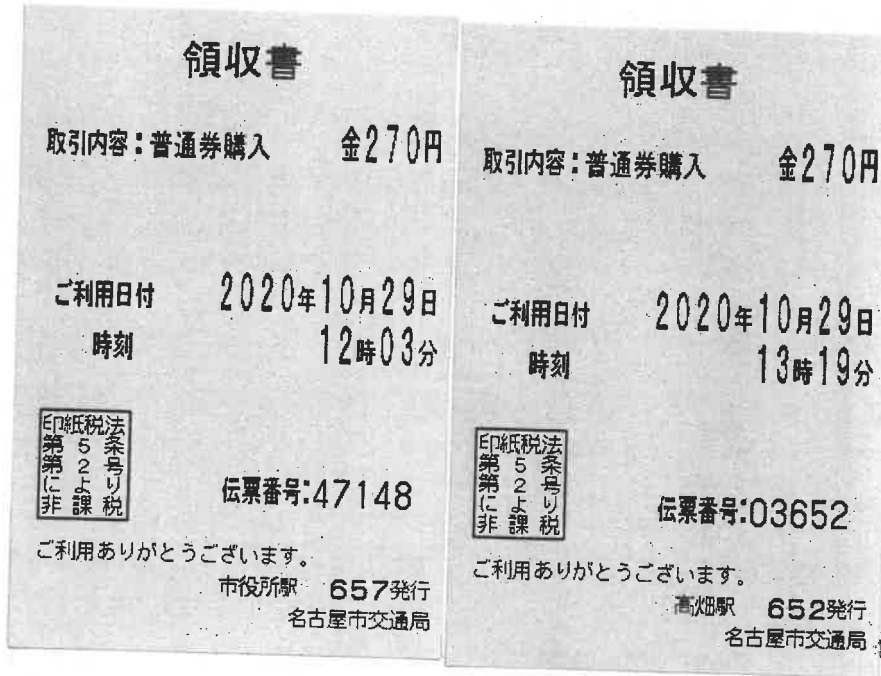 領収書
取引内容：普通券購入 金270円
ご利用日付 2020年10月29日
時刻 12時03分
印紙税法
第5条
第2号
により
非課税
伝票番号：47148
ご利用ありがとうございます。
市役所駅 657発行
名古屋市交通局
領収書
取引内容：普通券購入 金270円
ご利用日付 2020年10月29日
時刻 13時19分
印紙税法
第5条
第2号
により
非課税
伝票番号：03652
ご利用ありがとうございます。
高畑駅 652発行
名古屋市交通局